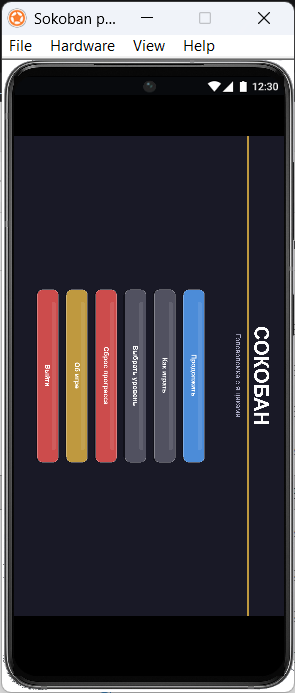 Sokoban p...
File Hardware View Help
12:30
СОКОБАН
Головоломка с ящиками
Продолжить
Как играть
Выбрать уровень
Сброс прогресса
Об игре
Выйти